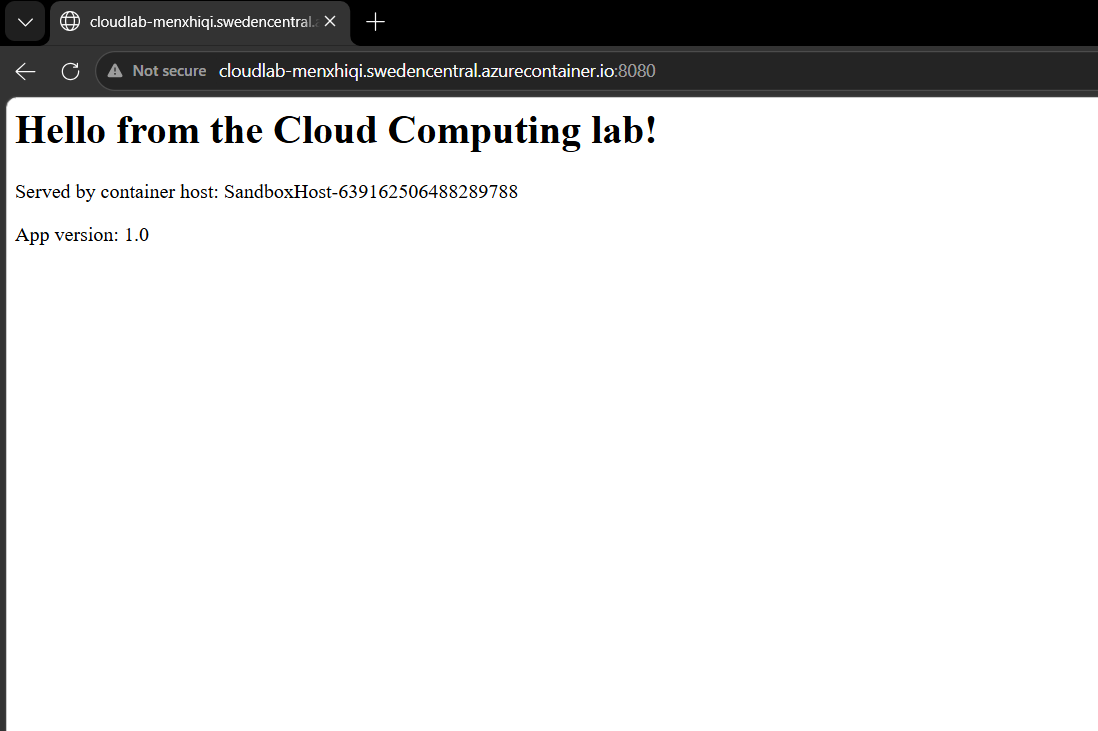 cloudlab-menxhiqi.swedencentral.
Not secure cloudlab-menxhiqi.swedencentral.azurecontainer.io:8080
Hello from the Cloud Computing lab!
Served by container host: SandboxHost-639162506488289788
App version: 1.0